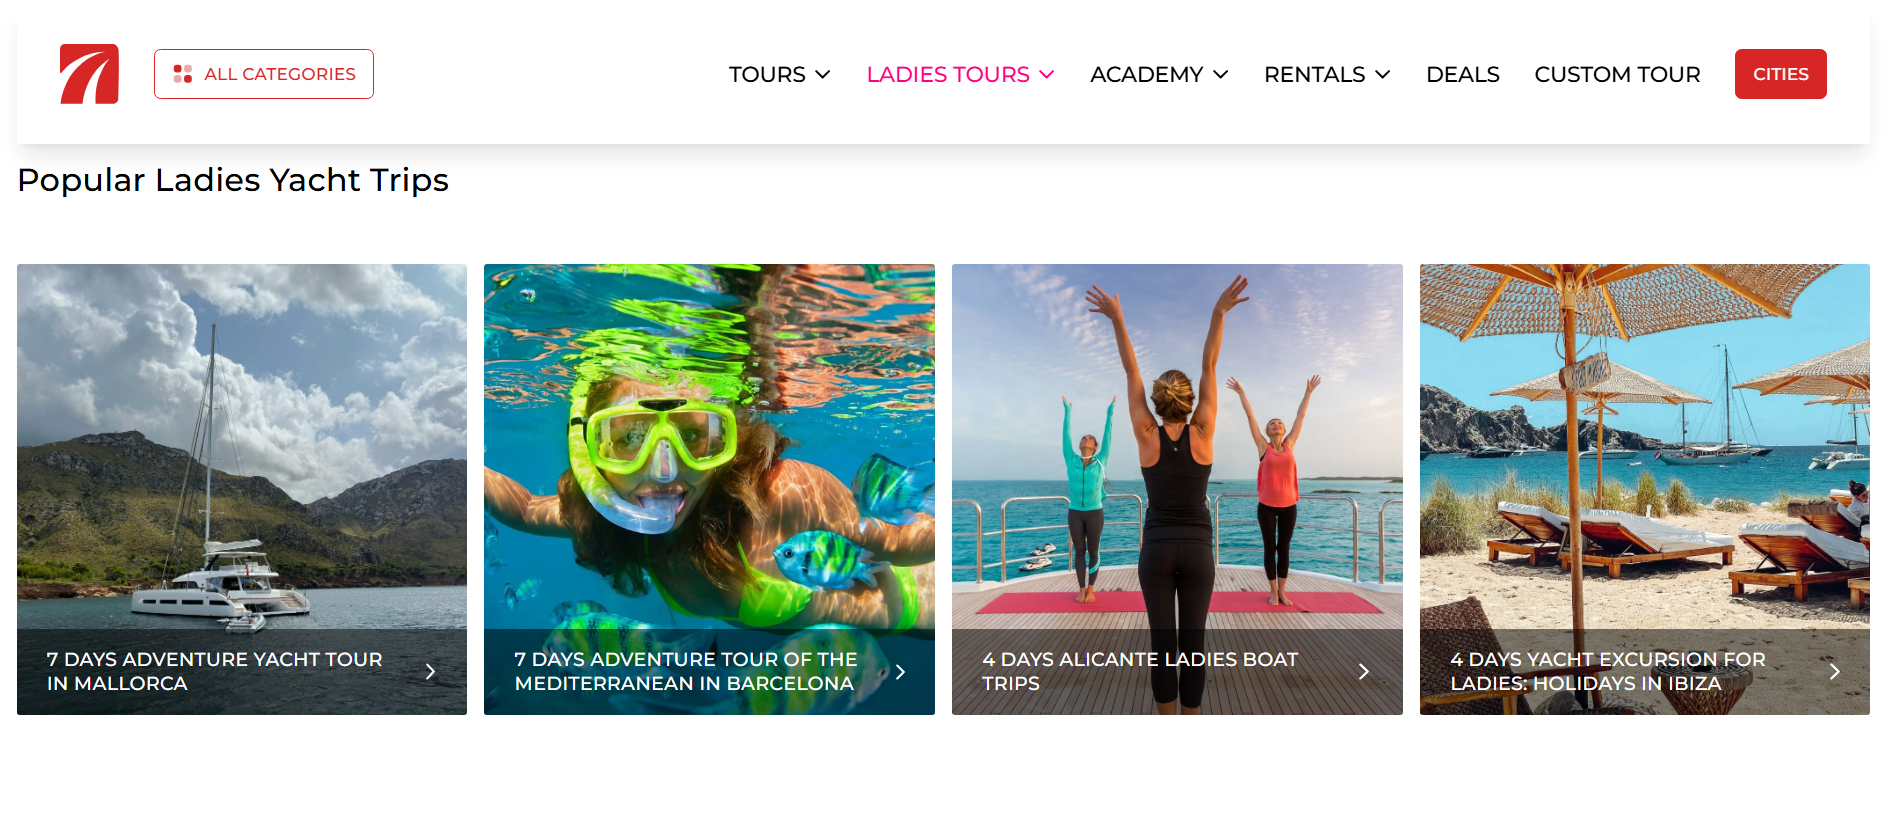 ALL CATEGORIES
TOURS
LADIES TOURS
ACADEMY
RENTALS
DEALS
CUSTOM TOUR
CITIES
Popular Ladies Yacht Trips
7 DAYS ADVENTURE YACHT TOUR
IN MALLORCA
7 DAYS ADVENTURE TOUR OF THE
MEDITERRANEAN IN BARCELONA
4 DAYS ALICANTE LADIES BOAT
TRIPS
4 DAYS YACHT EXCURSION FOR
LADIES: HOLIDAYS IN IBIZA